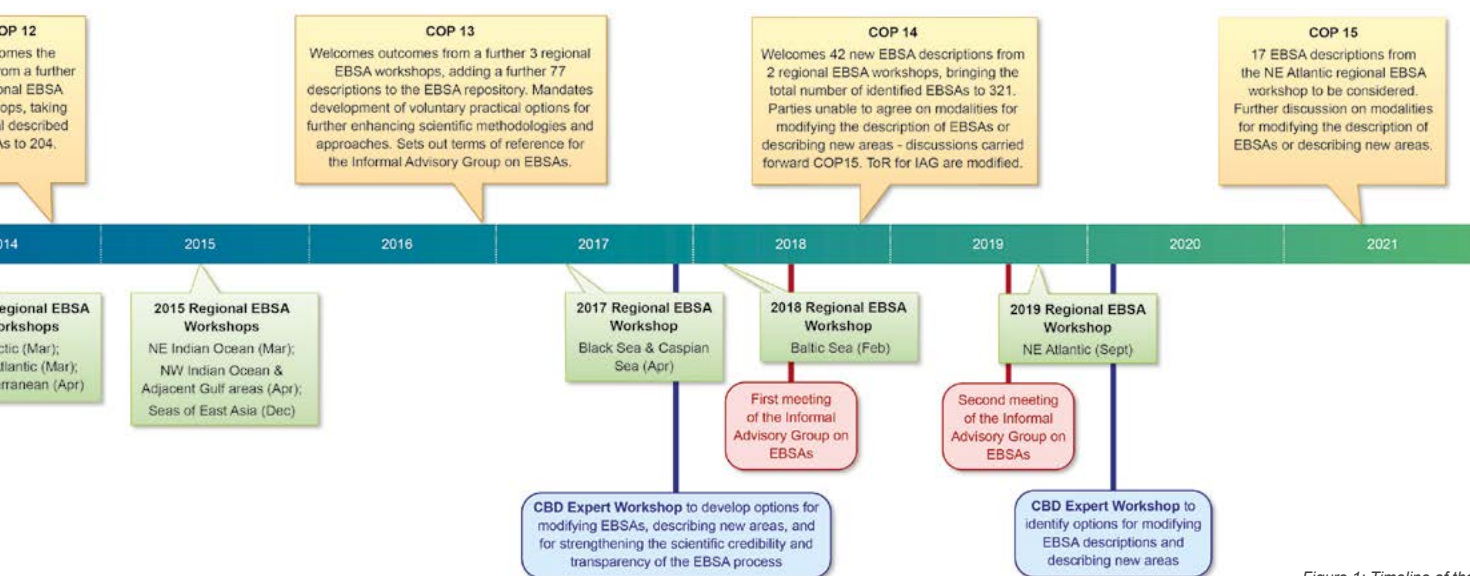 OP 12
omes the
rom a further
onal EBSA
ops, taking
al described
As to 204.
COP 13
Welcomes outcomes from a further 3 regional
EBSA workshops, adding a further 77
descriptions to the EBSA repository. Mandates
development of voluntary practical options for
further enhancing scientific methodologies and
approaches. Sets out terms of reference for
the Informal Advisory Group on EBSAs.
COP 14
Welcomes 42 new EBSA descriptions from
2 regional EBSA workshops, bringing the
total number of identified EBSAs to 321.
Parties unable to agree on modalities for
modifying the description of EBSAs or
describing new areas - discussions carried
forward COP15. ToR for IAG are modified.
COP 15
17 EBSA descriptions from
the NE Atlantic regional EBSA
workshop to be considered.
Further discussion on modalities
for modifying the description of
EBSAs or describing new areas.
014
2015
2016
2017
2018
2019
2020
2021
egional EBSA
orkshops
ctic (Mar);
tlantic (Mar);
erranean (Apr)
2015 Regional EBSA
Workshops
NE Indian Ocean (Mar);
NW Indian Ocean &
Adjacent Gulf areas (Apr);
Seas of East Asia (Dec)
2017 Regional EBSA
Workshop
Black Sea & Caspian
Sea (Apr)
2018 Regional EBSA
Workshop
Baltic Sea (Feb)
2019 Regional EBSA
Workshop
NE Atlantic (Sept)
First meeting
of the Informal
Advisory Group on
EBSAs
Second meeting
of the Informal
Advisory Group on
EBSAs
CBD Expert Workshop to develop options for
modifying EBSAs, describing new areas, and
for strengthening the scientific credibility and
transparency of the EBSA process
CBD Expert Workshop to
identify options for modifying
EBSA descriptions and
describing new areas
Figure 1: Timeline of the